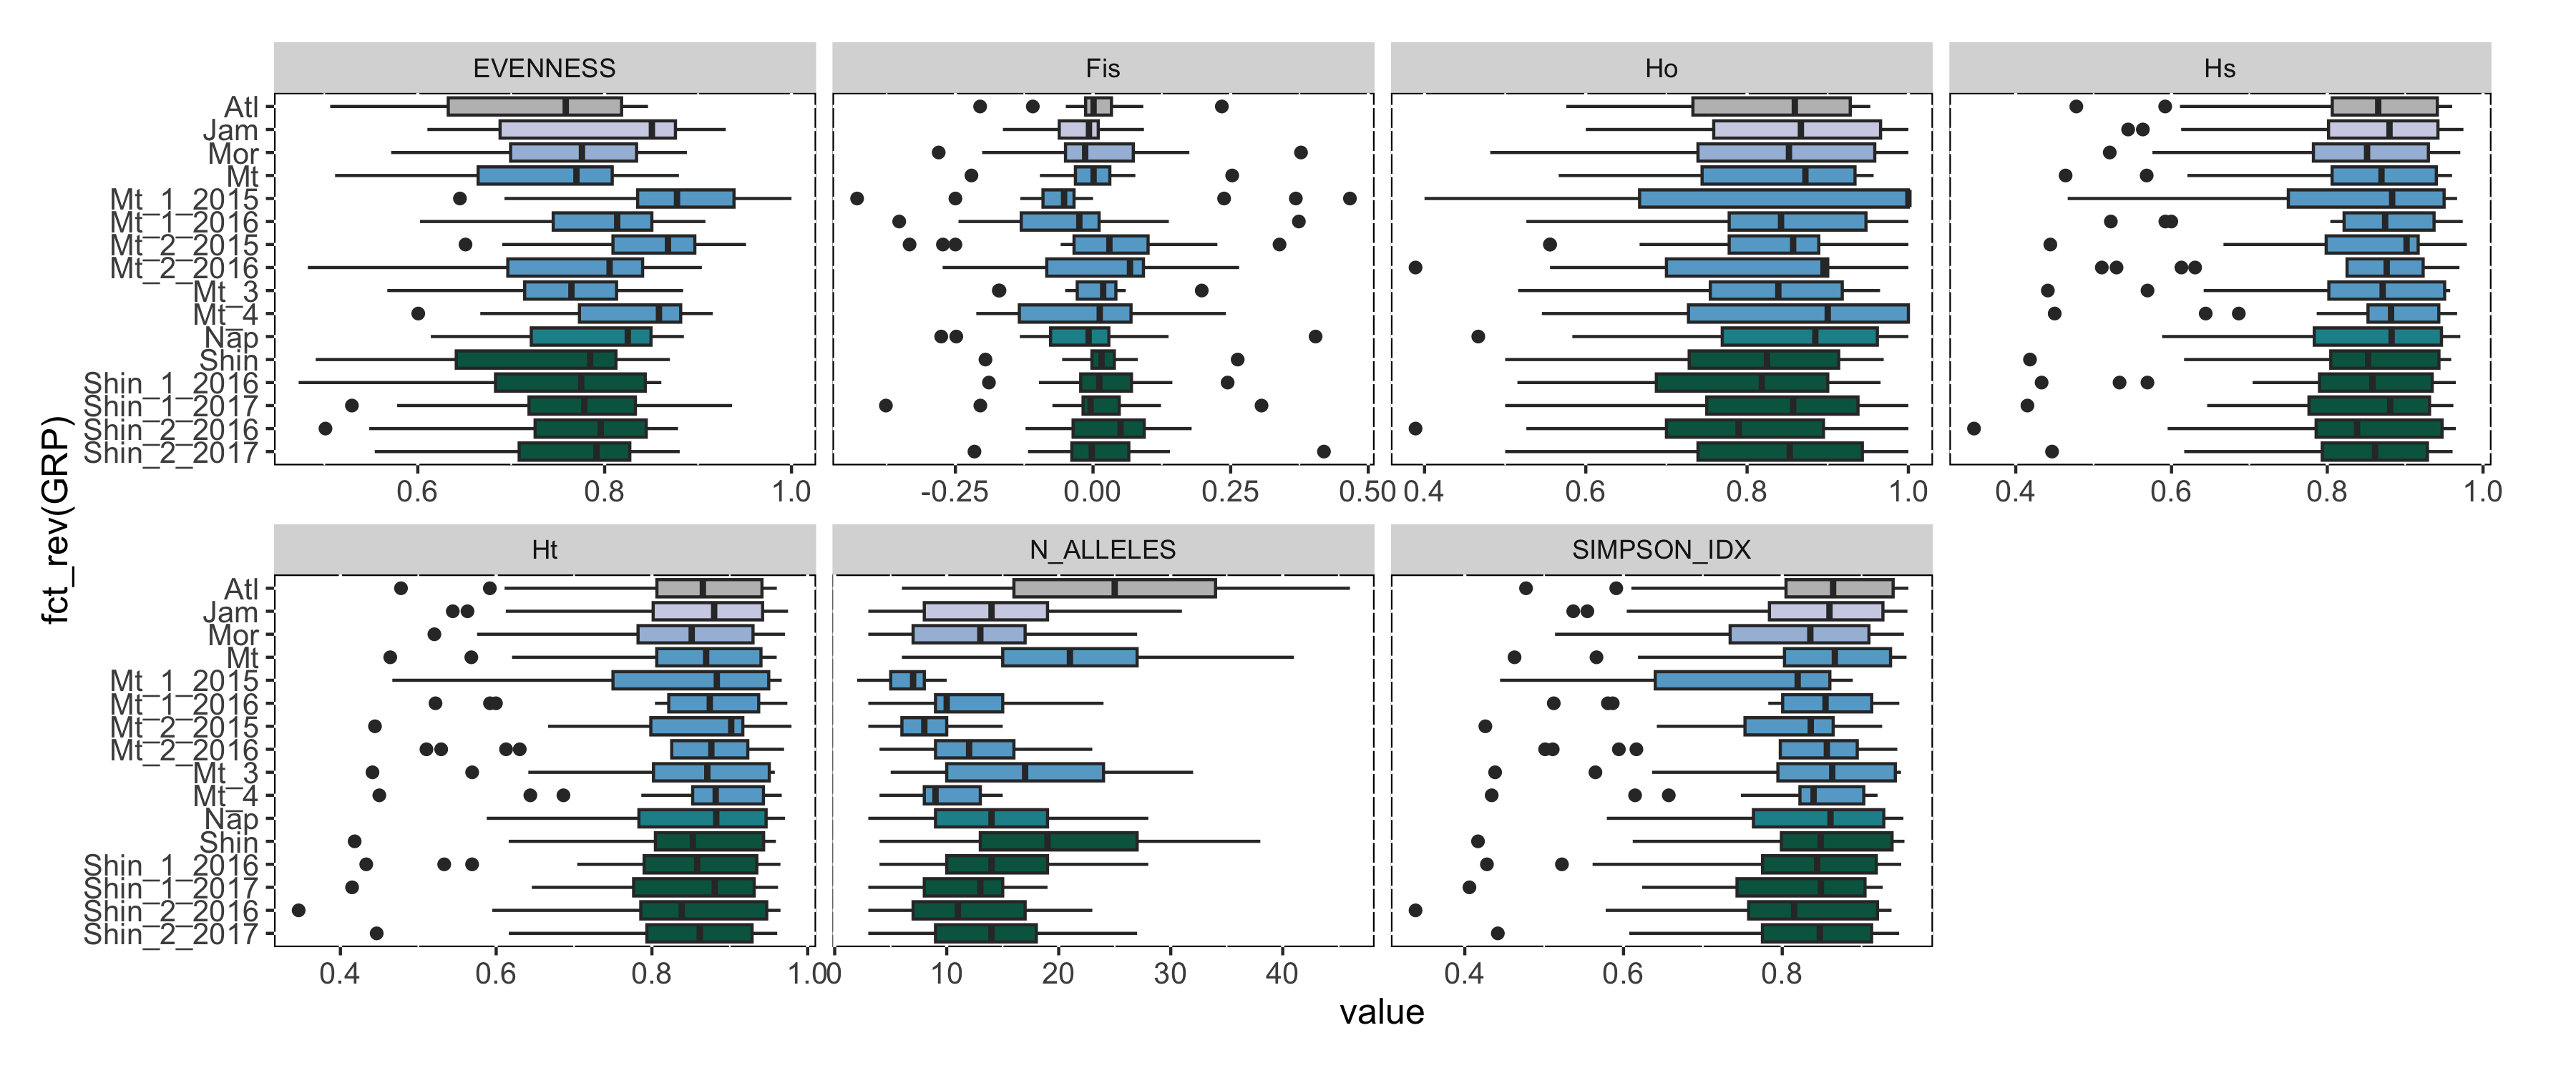 EVENNESS
Fis
Ho
Hs
Atl
Jam
Mor
Mt
Mt_1_2015
Mt_1_2016
Mt_2_2015
Mt_2_2016
Mt_3
Mt_4
Nap
Shin
Shin_1_2016
Shin_1_2017
Shin_2_2016
Shin_2_2017
0.6 0.8 1.0
-0.25 0.00 0.25 0.50
0.4 0.6 0.8 1.0
0.4 0.6 0.8 1.0
fct_rev(GRP)
Ht
N_ALLELES
SIMPSON_IDX
Atl
Jam
Mor
Mt
Mt_1_2015
Mt_1_2016
Mt_2_2015
Mt_2_2016
Mt_3
Mt_4
Nap
Shin
Shin_1_2016
Shin_1_2017
Shin_2_2016
Shin_2_2017
0.4 0.6 0.8 1.0
0 10 20 30 40
0.4 0.6 0.8
value